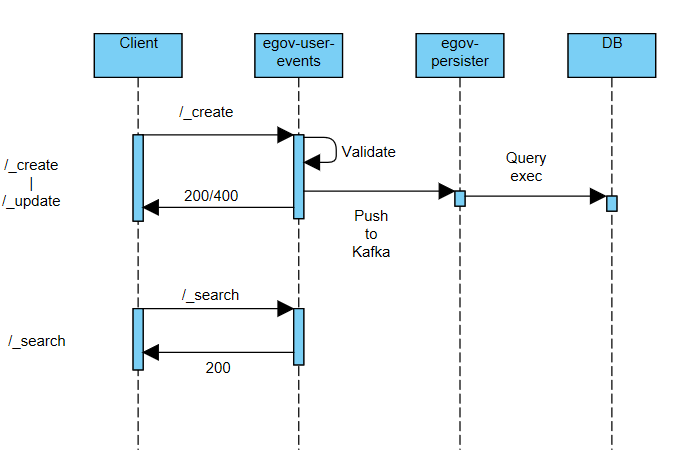 Client
egov-user-
events
egov-
persister
DB
/_create
Validate
/_create
|
/_update
Query
exec
200/400
Push
to
Kafka
/_search
/_search
200